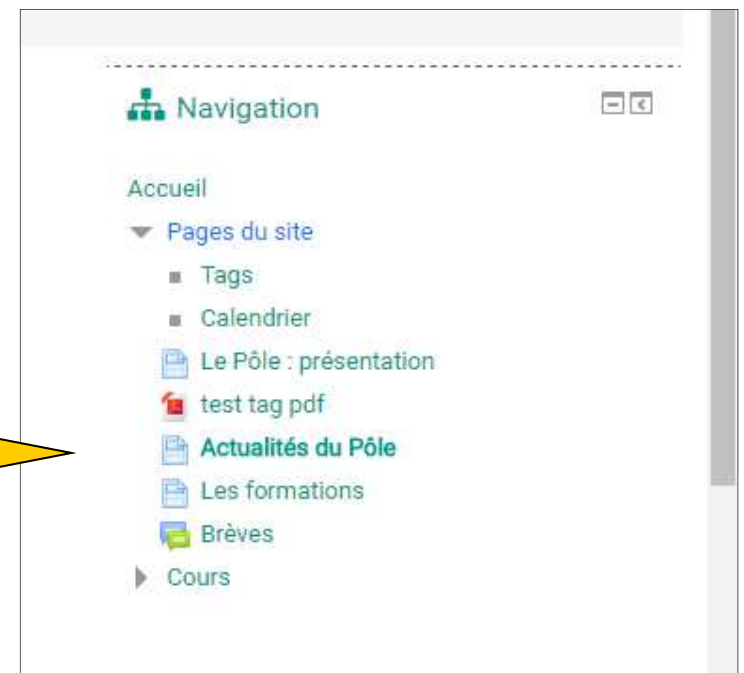 Navigation
Accueil
Pages du site
Tags
Calendrier
Le Pôle : présentation
test tag pdf
Actualités du Pôle
Les formations
Brèves
Cours